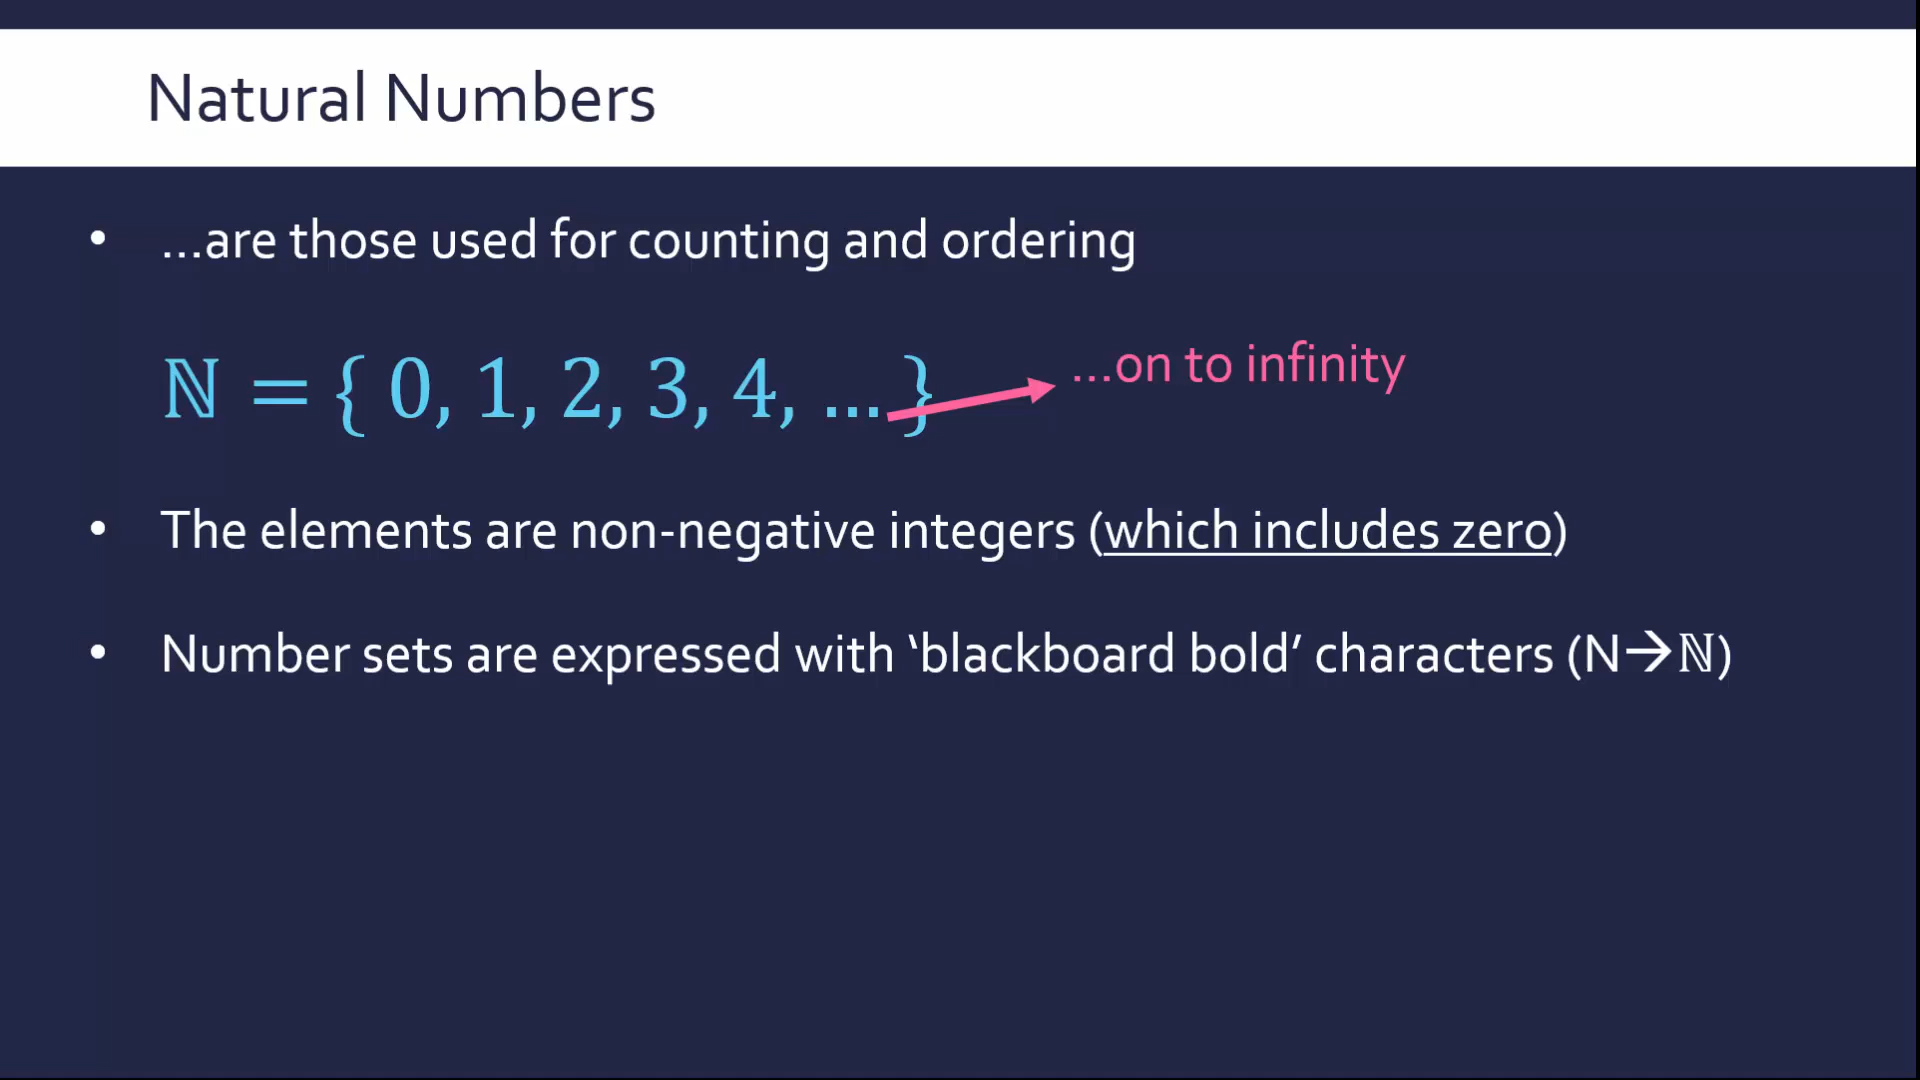 Natural Numbers
• …are those used for counting and ordering
ℕ = { 0, 1, 2, 3, 4, … }
…on to infinity
• The elements are non-negative integers (which includes zero)
• Number sets are expressed with ‘blackboard bold’ characters (N→ℕ)